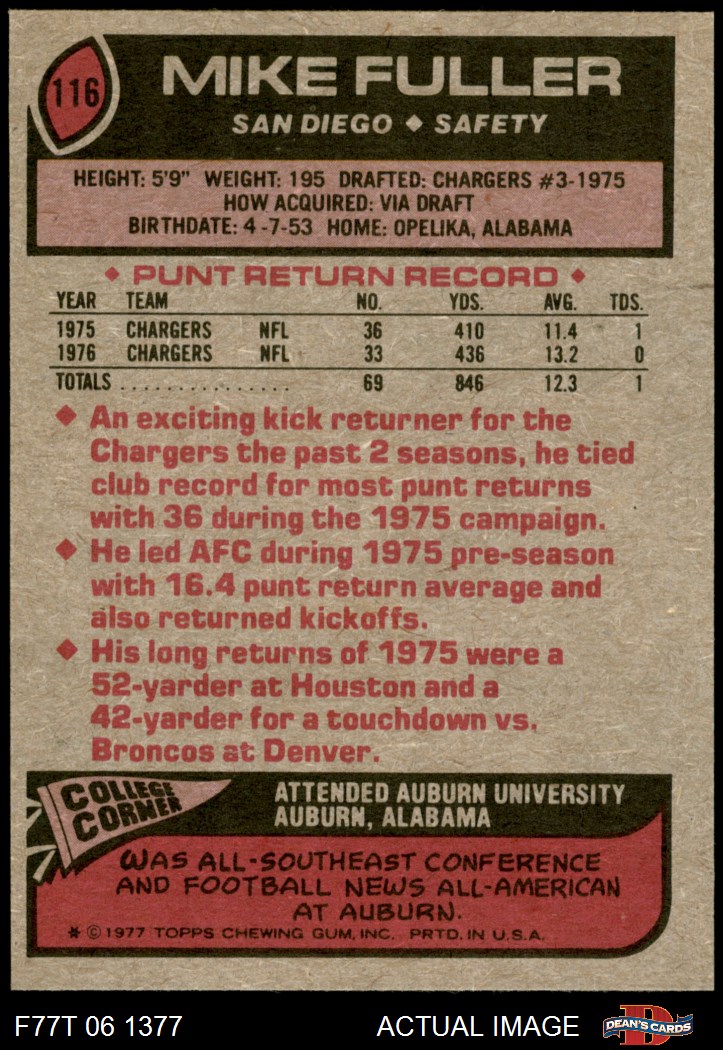 116
MIKE FULLER
SAN DIEGO ◆ SAFETY
HEIGHT: 5'9" WEIGHT: 195 DRAFTED: CHARGERS #3-1975
HOW ACQUIRED: VIA DRAFT
BIRTHDATE: 4-7-53 HOME: OPELIKA, ALABAMA
◆ PUNT RETURN RECORD ◆
YEAR TEAM NO. YDS. AVG. TDS.
1975 CHARGERS NFL 36 410 11.4 1
1976 CHARGERS NFL 33 436 13.2 0
TOTALS . . . . . . . . . . . . . . . 69 846 12.3 1
◆ An exciting kick returner for the
Chargers the past 2 seasons, he tied
club record for most punt returns
with 36 during the 1975 campaign.
◆ He led AFC during 1975 pre-season
with 16.4 punt return average and
also returned kickoffs.
◆ His long returns of 1975 were a
52-yarder at Houston and a
42-yarder for a touchdown vs.
Broncos at Denver.
COLLEGE
CORNER
ATTENDED AUBURN UNIVERSITY
AUBURN, ALABAMA
WAS ALL-SOUTHEAST CONFERENCE
AND FOOTBALL NEWS ALL-AMERICAN
AT AUBURN.
* © 1977 TOPPS CHEWING GUM, INC. PRTD. IN U.S.A.
F77T 06 1377 ACTUAL IMAGE
D
DEAN'S CARDS